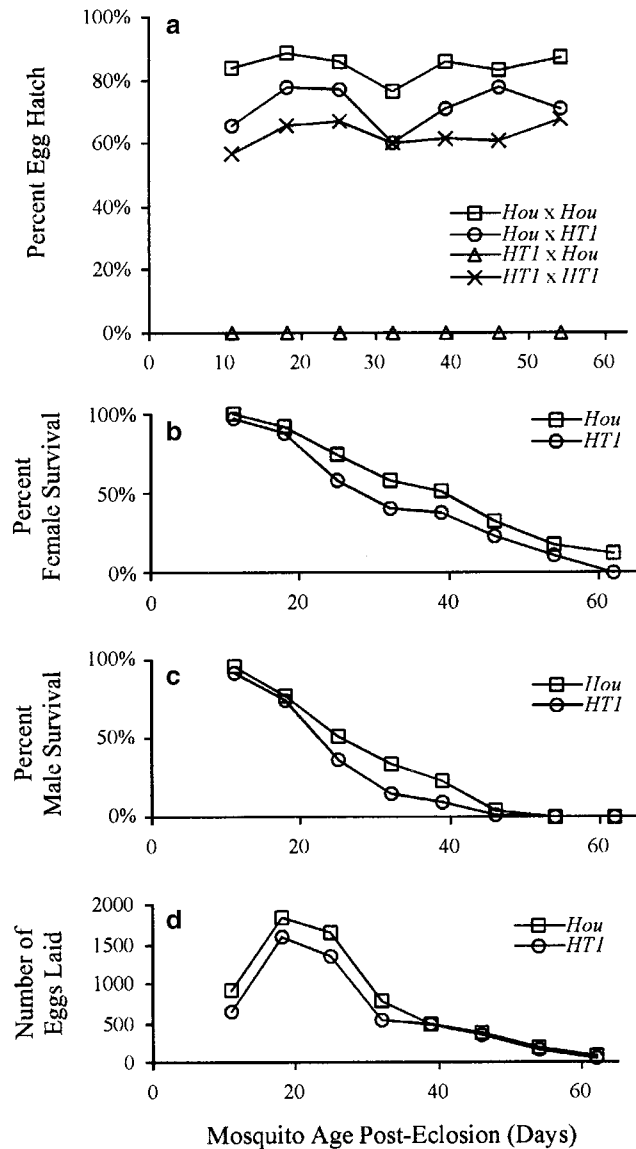 a
100%
80%
60%
40%
20%
0%
Percent Egg Hatch
Hou x Hou
Hou x HT1
HT1 x Hou
HT1 x HT1
0 10 20 30 40 50 60
b
100%
50%
0%
Percent
Female Survival
Hou
HT1
0 20 40 60
c
100%
50%
0%
Percent
Male Survival
Hou
HT1
0 20 40 60
d
2000
1500
1000
500
0
Number of
Eggs Laid
Hou
HT1
0 20 40 60
Mosquito Age Post-Eclosion (Days)